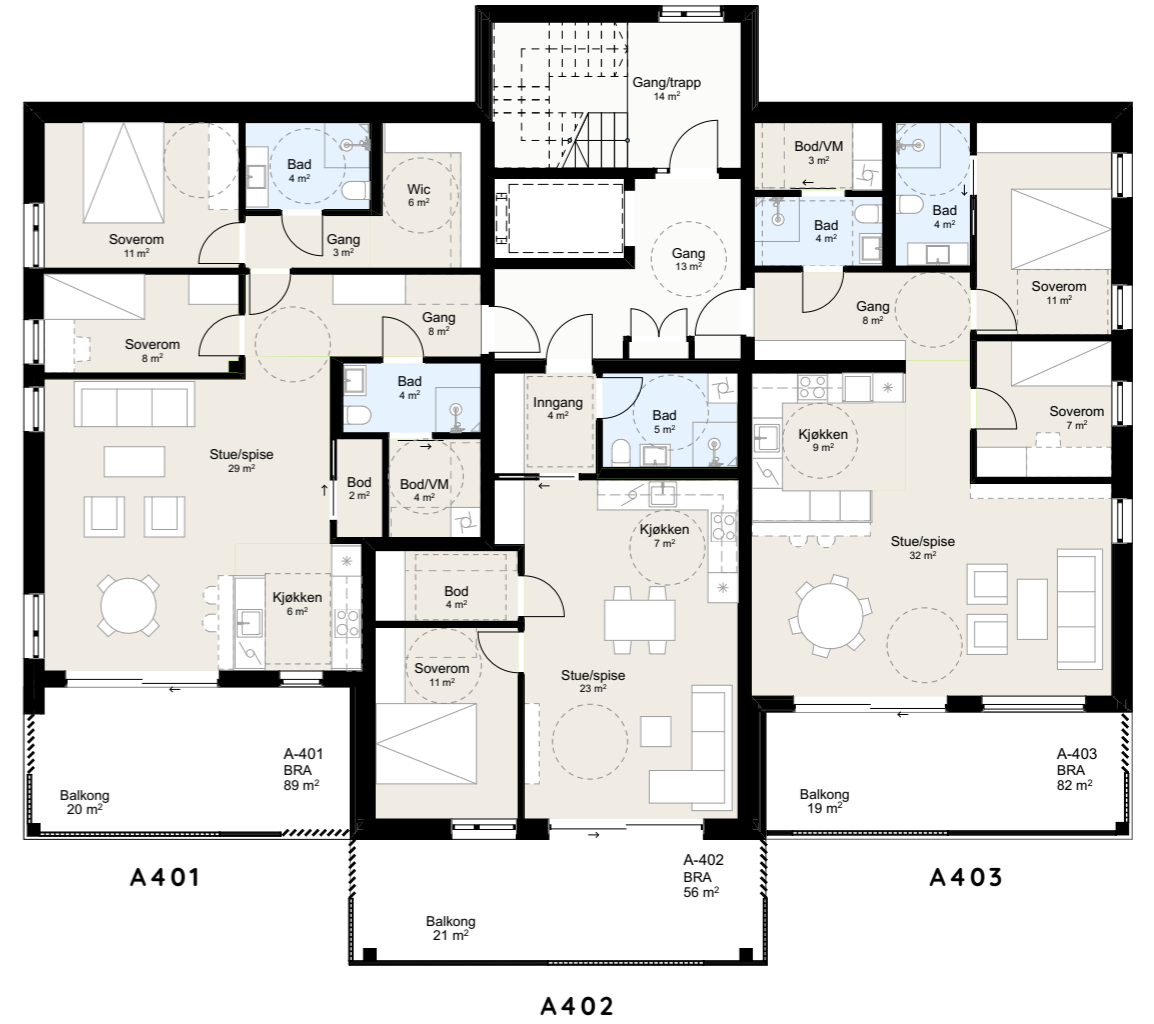 Gang/trapp
14 m²
Bad
4 m²
Wic
6 m²
Soverom
11 m²
Gang
3 m²
Gang
13 m²
Bod/VM
3 m²
Bad
4 m²
Bad
4 m²
Soverom
11 m²
Soverom
8 m²
Gang
8 m²
Gang
8 m²
Bad
4 m²
Inngang
4 m²
Bad
5 m²
Soverom
7 m²
Kjøkken
9 m²
Stue/spise
29 m²
Bod
2 m²
Bod/VM
4 m²
Kjøkken
7 m²
Stue/spise
32 m²
Kjøkken
6 m²
Bod
4 m²
Soverom
11 m²
Stue/spise
23 m²
A-401
BRA
89 m²
Balkong
20 m²
A-403
BRA
82 m²
Balkong
19 m²
A401
A-402
BRA
56 m²
A403
Balkong
21 m²
A402